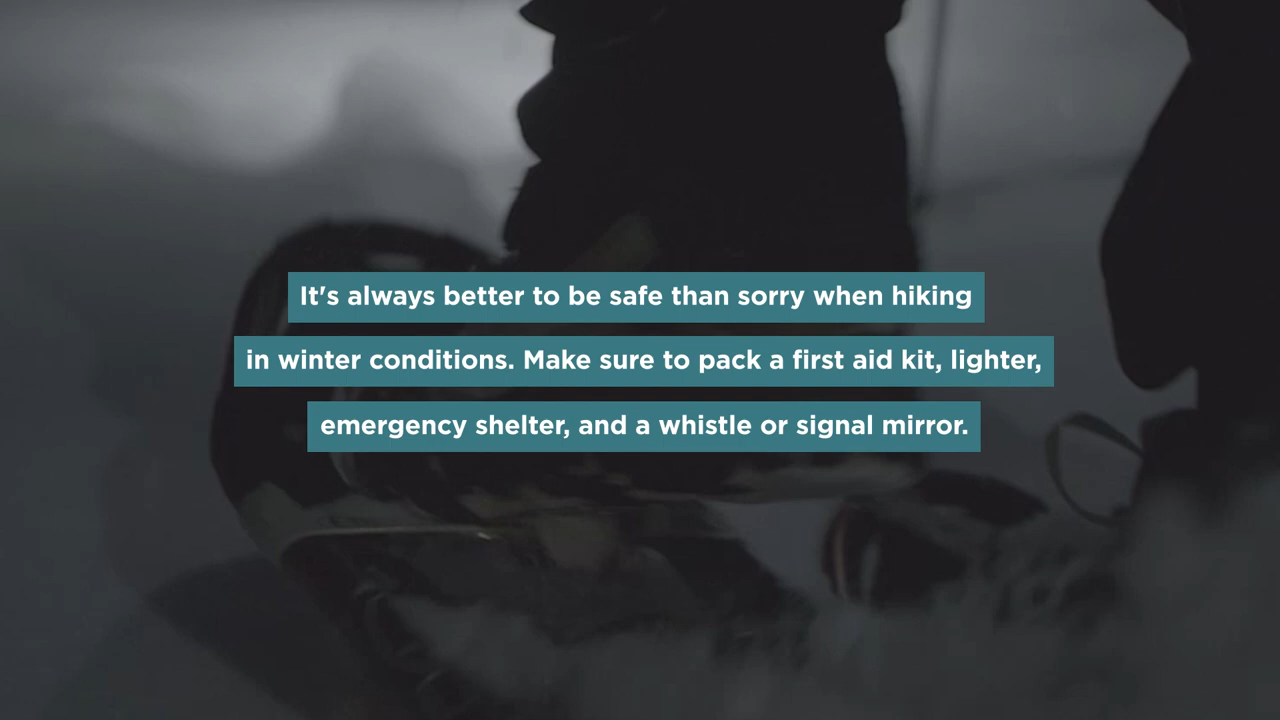 It's always better to be safe than sorry when hiking
in winter conditions. Make sure to pack a first aid kit, lighter,
emergency shelter, and a whistle or signal mirror.